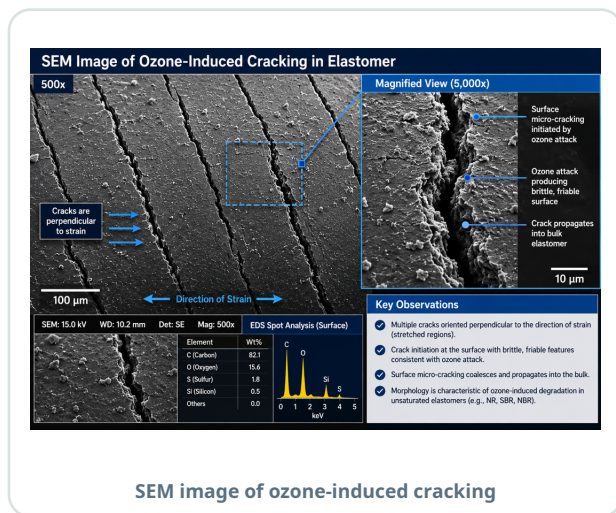 SEM Image of Ozone-Induced Cracking in Elastomer
500x
Cracks are
perpendicular
to strain
100 μm
Direction of Strain
Magnified View (5,000x)
Surface
micro-cracking
initiated by
ozone attack
Ozone attack
producing
brittle, friable
surface
Crack propagates
into bulk
elastomer
10 μm
SEM: 15.0 kV WD: 10.2 mm Det: SE Mag: 500x
EDS Spot Analysis (Surface)
Element Wt%
C (Carbon) 82.1
O (Oxygen) 15.6
S (Sulfur) 1.8
Si (Silicon) 0.5
Others 0.0
C
O
Si
S
0 1 2 3 4 5
keV
Key Observations
Multiple cracks oriented perpendicular to the direction of strain
(stretched regions).
Crack initiation at the surface with brittle, friable features
consistent with ozone attack.
Surface micro-cracking coalesces and propagates into the bulk.
Morphology is characteristic of ozone-induced degradation in
unsaturated elastomers (e.g., NR, SBR, NBR).
SEM image of ozone-induced cracking